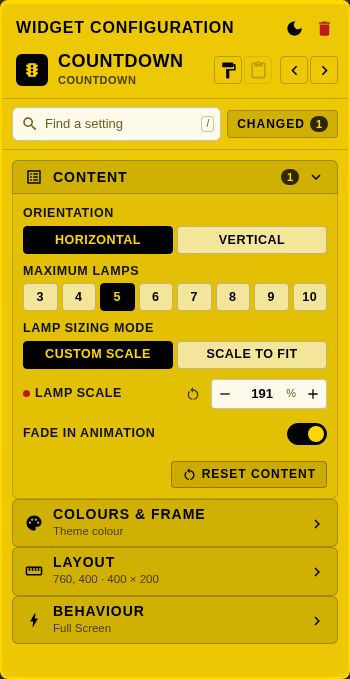 WIDGET CONFIGURATION
COUNTDOWN
COUNTDOWN
Find a setting /
CHANGED 1
CONTENT 1
ORIENTATION
HORIZONTAL VERTICAL
MAXIMUM LAMPS
3 4 5 6 7 8 9 10
LAMP SIZING MODE
CUSTOM SCALE SCALE TO FIT
LAMP SCALE − 191 % +
FADE IN ANIMATION
RESET CONTENT
COLOURS & FRAME
Theme colour
LAYOUT
760, 400 · 400 × 200
BEHAVIOUR
Full Screen